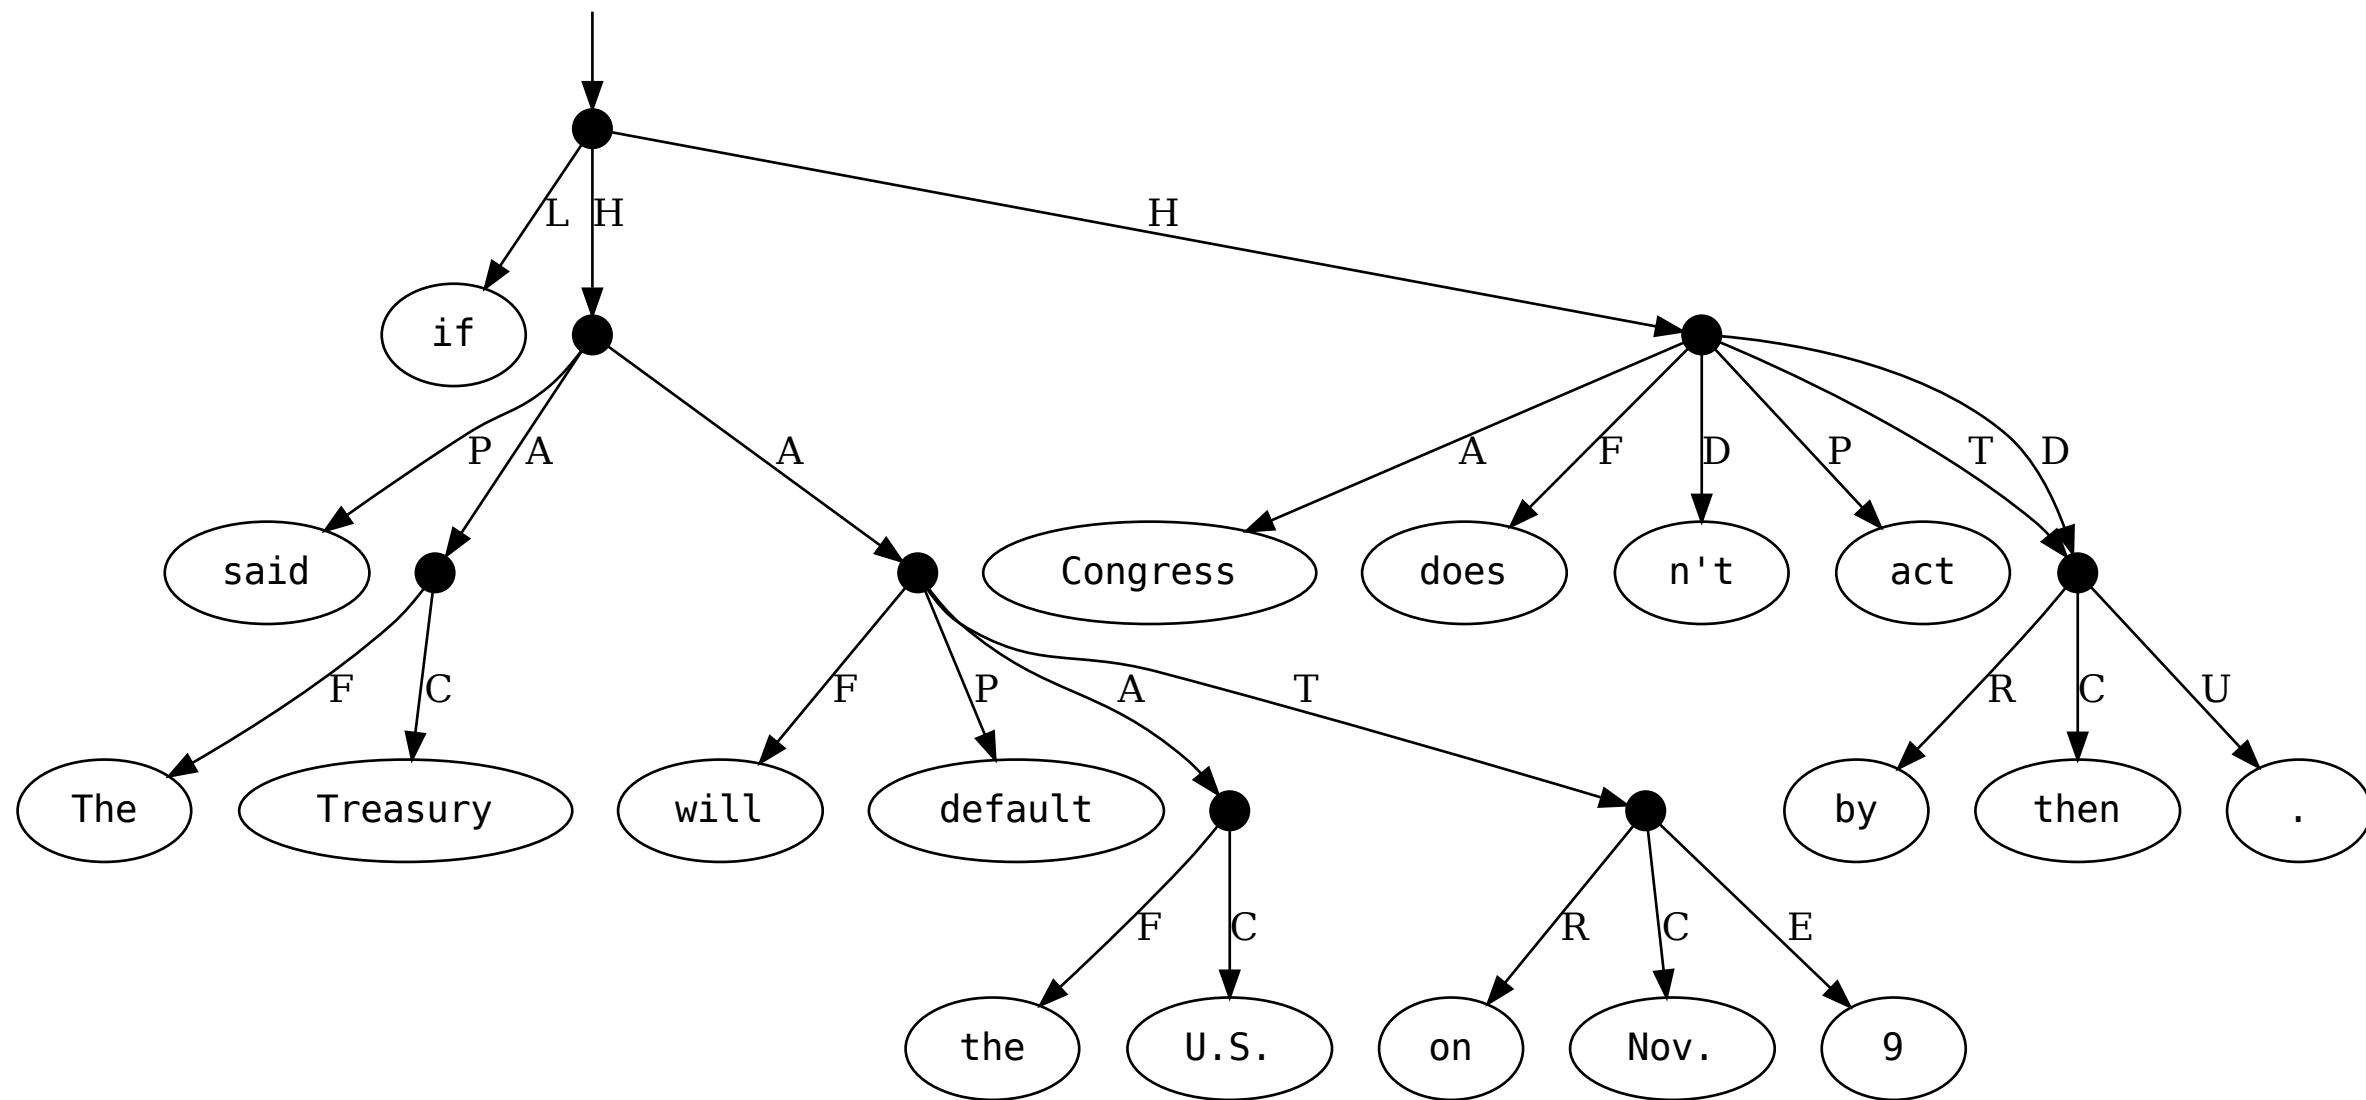 L H H
if
P A A A F D P T D
said Congress does n't act
F C F P A T R C U
The Treasury will default by then .
F C R C E
the U.S. on Nov. 9